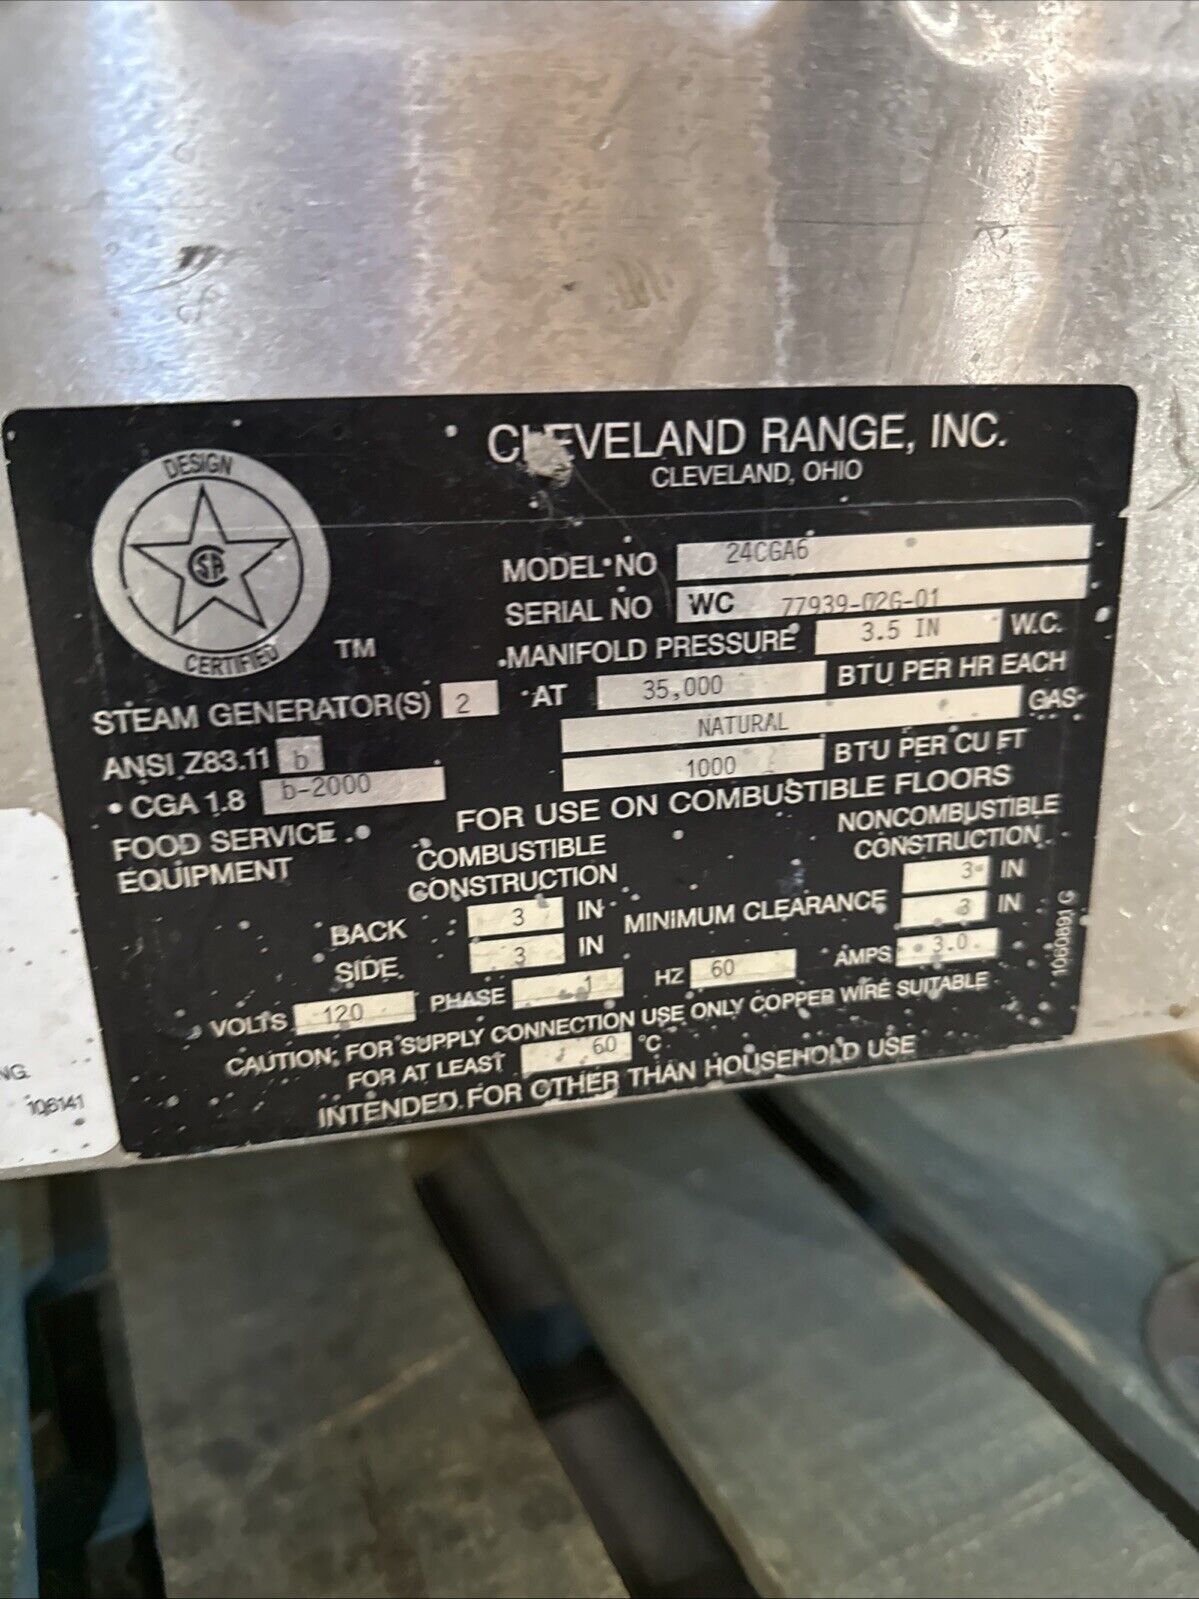 CLEVELAND RANGE, INC.
CLEVELAND, OHIO
DESIGN
CSA
CERTIFIED
TM
MODEL NO 24CGA6
SERIAL NO WC 77939-02G-01
MANIFOLD PRESSURE 3.5 IN W.C.
STEAM GENERATOR(S) 2 AT 35,000 BTU PER HR EACH
ANSI Z83.11 b NATURAL GAS
CGA 1.8 b-2000 1000 BTU PER CU FT
FOOD SERVICE EQUIPMENT
FOR USE ON COMBUSTIBLE FLOORS
COMBUSTIBLE CONSTRUCTION
NONCOMBUSTIBLE CONSTRUCTION
BACK 3 IN MINIMUM CLEARANCE 3 IN
SIDE 3 IN 3 IN
VOLTS 120 PHASE 1 HZ 60 AMPS 3.0
CAUTION: FOR SUPPLY CONNECTION USE ONLY COPPER WIRE SUITABLE
FOR AT LEAST 60 °C
INTENDED FOR OTHER THAN HOUSEHOLD USE
1060891 G
NG.
106141